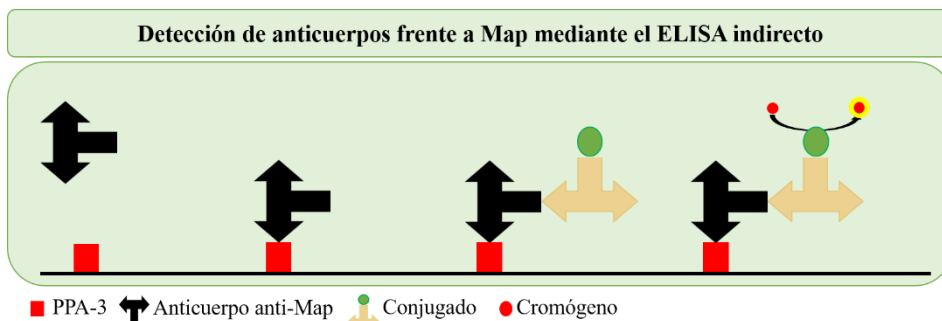 Detección de anticuerpos frente a Map mediante el ELISA indirecto
PPA-3 Anticuerpo anti-Map Conjugado Cromógeno